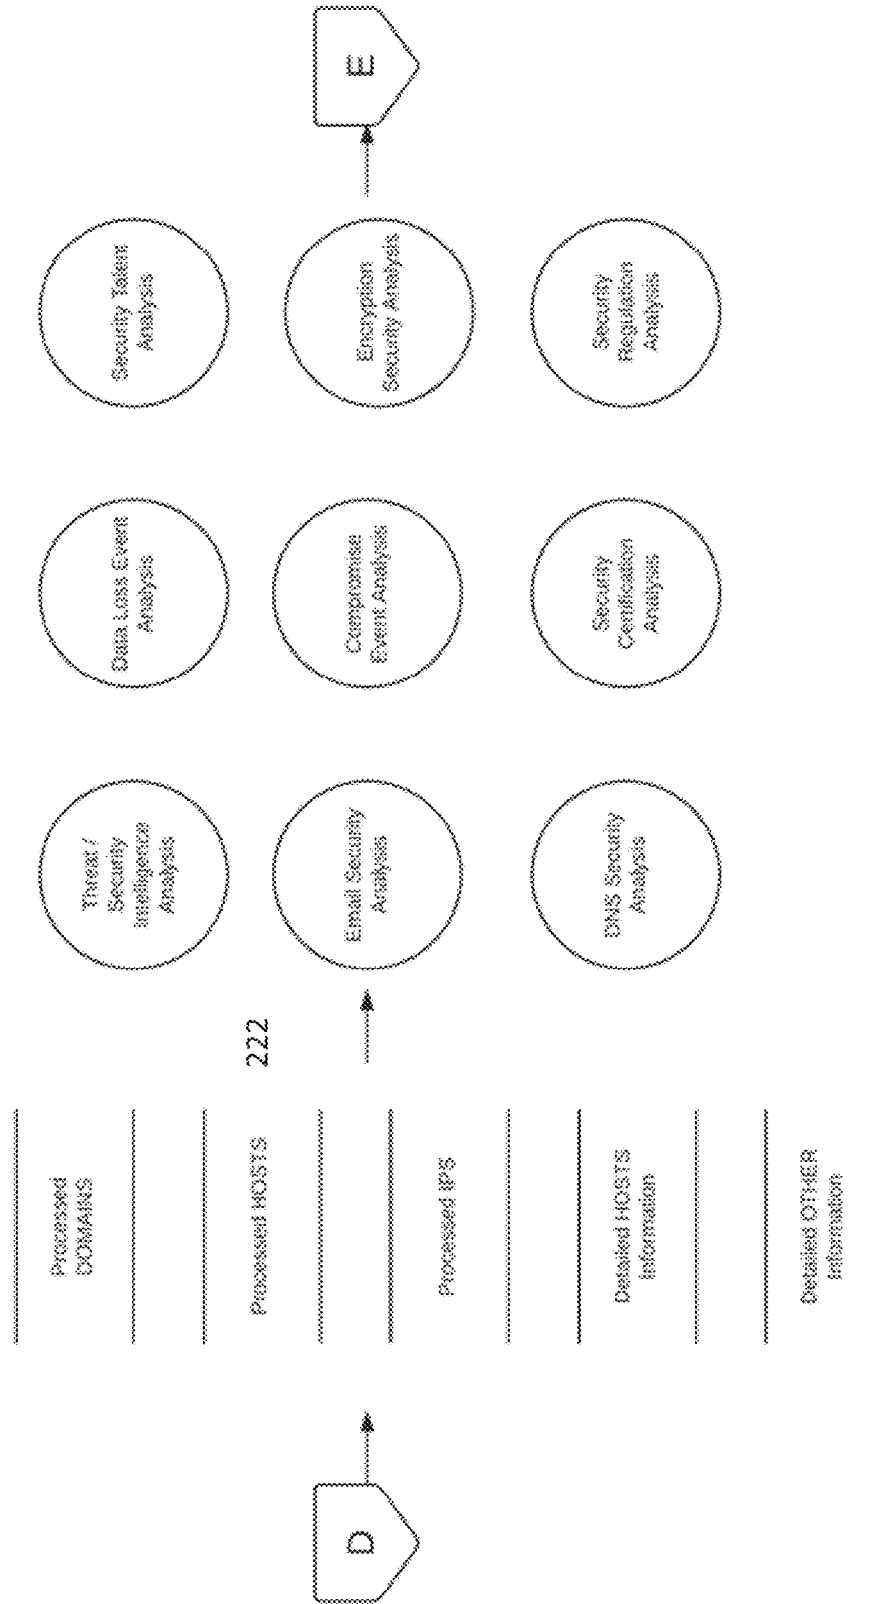 D
Processed
DOMAINS
Processed HOSTS
Processed IPS
Detailed HOSTS
Information
Detailed OTHER
Information
222
Threat /
Security
Intelligence
Analysis
Email Security
Analysis
DNS Security
Analysis
Data Loss Event
Analysis
Compromise
Event Analysis
Security
Certification
Analysis
Security Talent
Analysis
Encryption
Security Analysis
Security
Regulation
Analysis
E